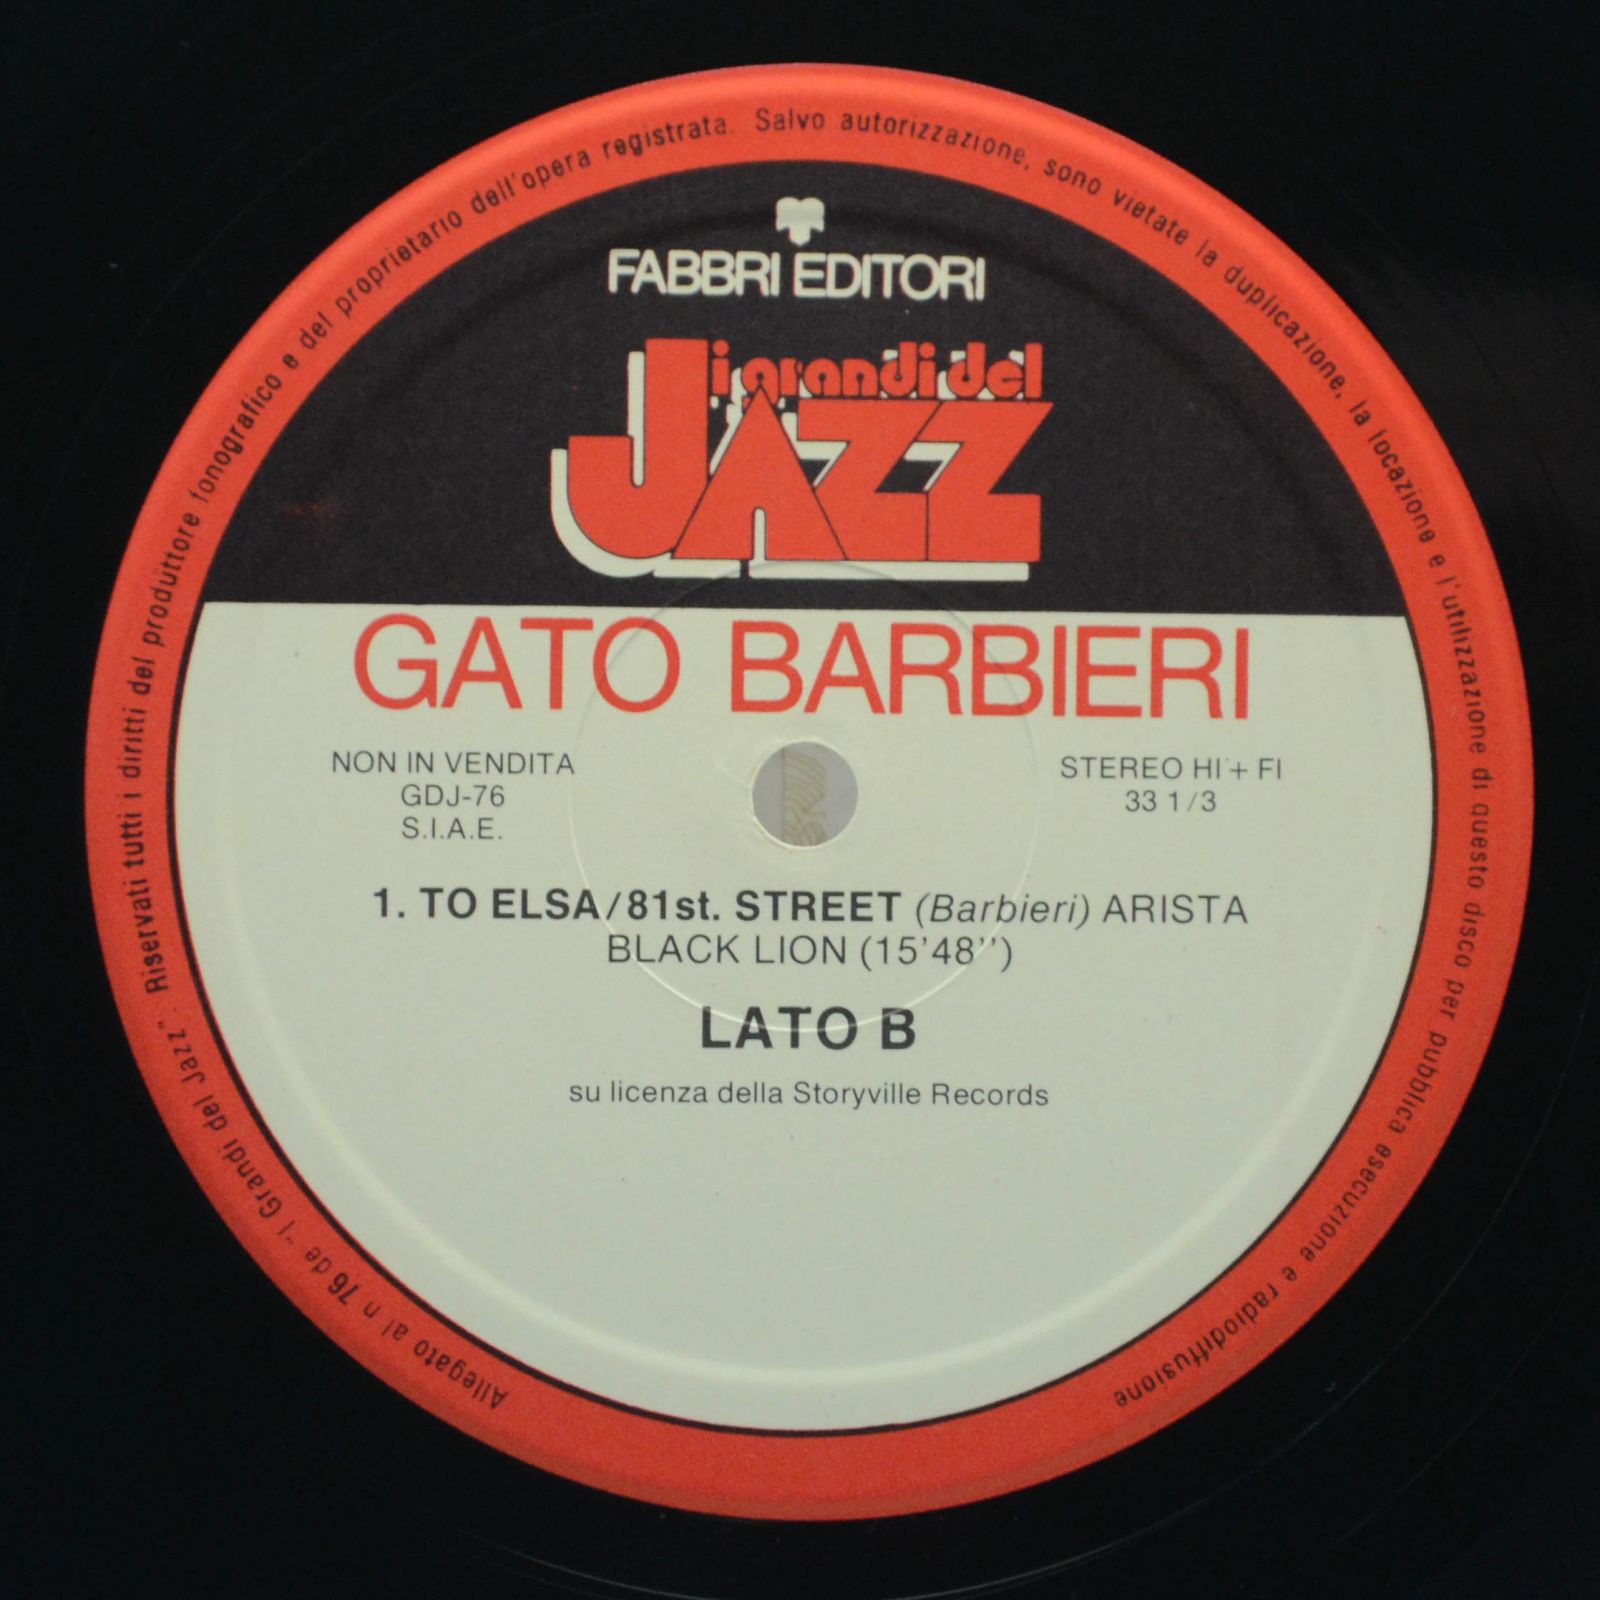 Allegato al n 76 de "I Grandi del Jazz". Riservati tutti i diritti del produttore fonografico e del proprietario dell'opera registrata. Salvo autorizzazione, sono vietate la duplicazione, la locazione e l'utilizzazione di questo disco per pubblica esecuzione e radiodiffusione
FABBRI EDITORI
i grandi del
JAZZ
GATO BARBIERI
NON IN VENDITA
GDJ-76
S.I.A.E.
STEREO HI + FI
33 1/3
1. TO ELSA/81st. STREET (Barbieri) ARISTA
BLACK LION (15'48'')
LATO B
su licenza della Storyville Records